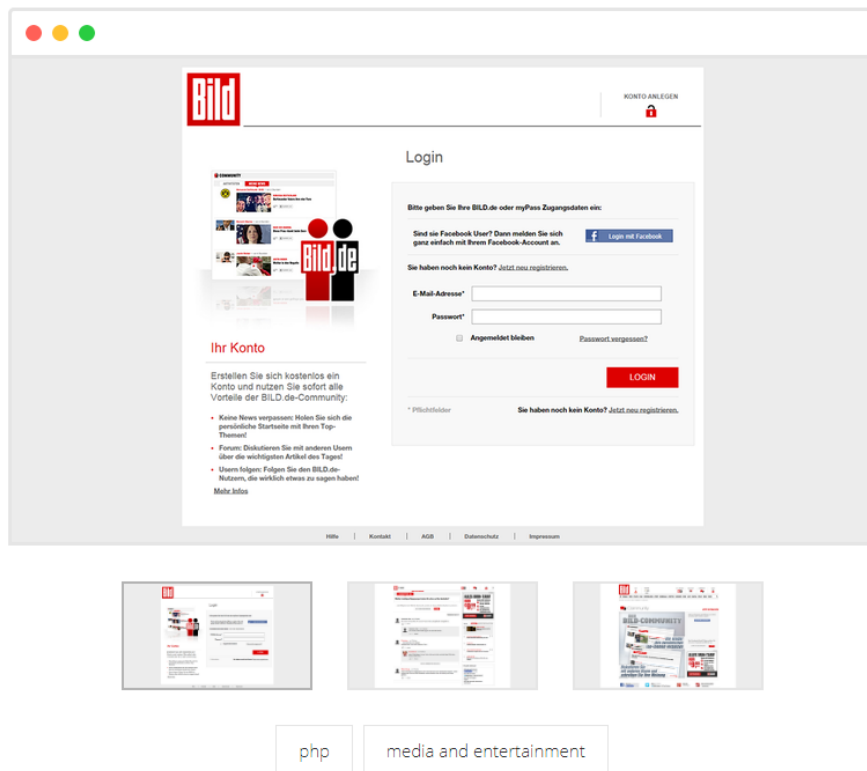 Bild
KONTO ANLEGEN
Login
COMMUNITY
Bild.de
Bitte geben Sie Ihre BILD.de oder myPass Zugangsdaten ein:
Sind sie Facebook User? Dann melden Sie sich
ganz einfach mit Ihrem Facebook-Account an.
Login mit Facebook
Sie haben noch kein Konto? Jetzt neu registrieren.
E-Mail-Adresse*
Passwort*
Angemeldet bleiben
Passwort vergessen?
LOGIN
* Pflichtfelder
Sie haben noch kein Konto? Jetzt neu registrieren.
Ihr Konto
Erstellen Sie sich kostenlos ein
Konto und nutzen Sie sofort alle
Vorteile der BILD.de-Community:
• Keine News verpassen: Holen Sie sich die
persönliche Startseite mit Ihren Top-
Themen!
• Forum: Diskutieren Sie mit anderen Usern
über die wichtigsten Artikel des Tages!
• Usern folgen: Folgen Sie den BILD.de-
Nutzern, die wirklich etwas zu sagen haben!
Mehr Infos
Hilfe | Kontakt | AGB | Datenschutz | Impressum
BILD-COMMUNITY
php
media and entertainment